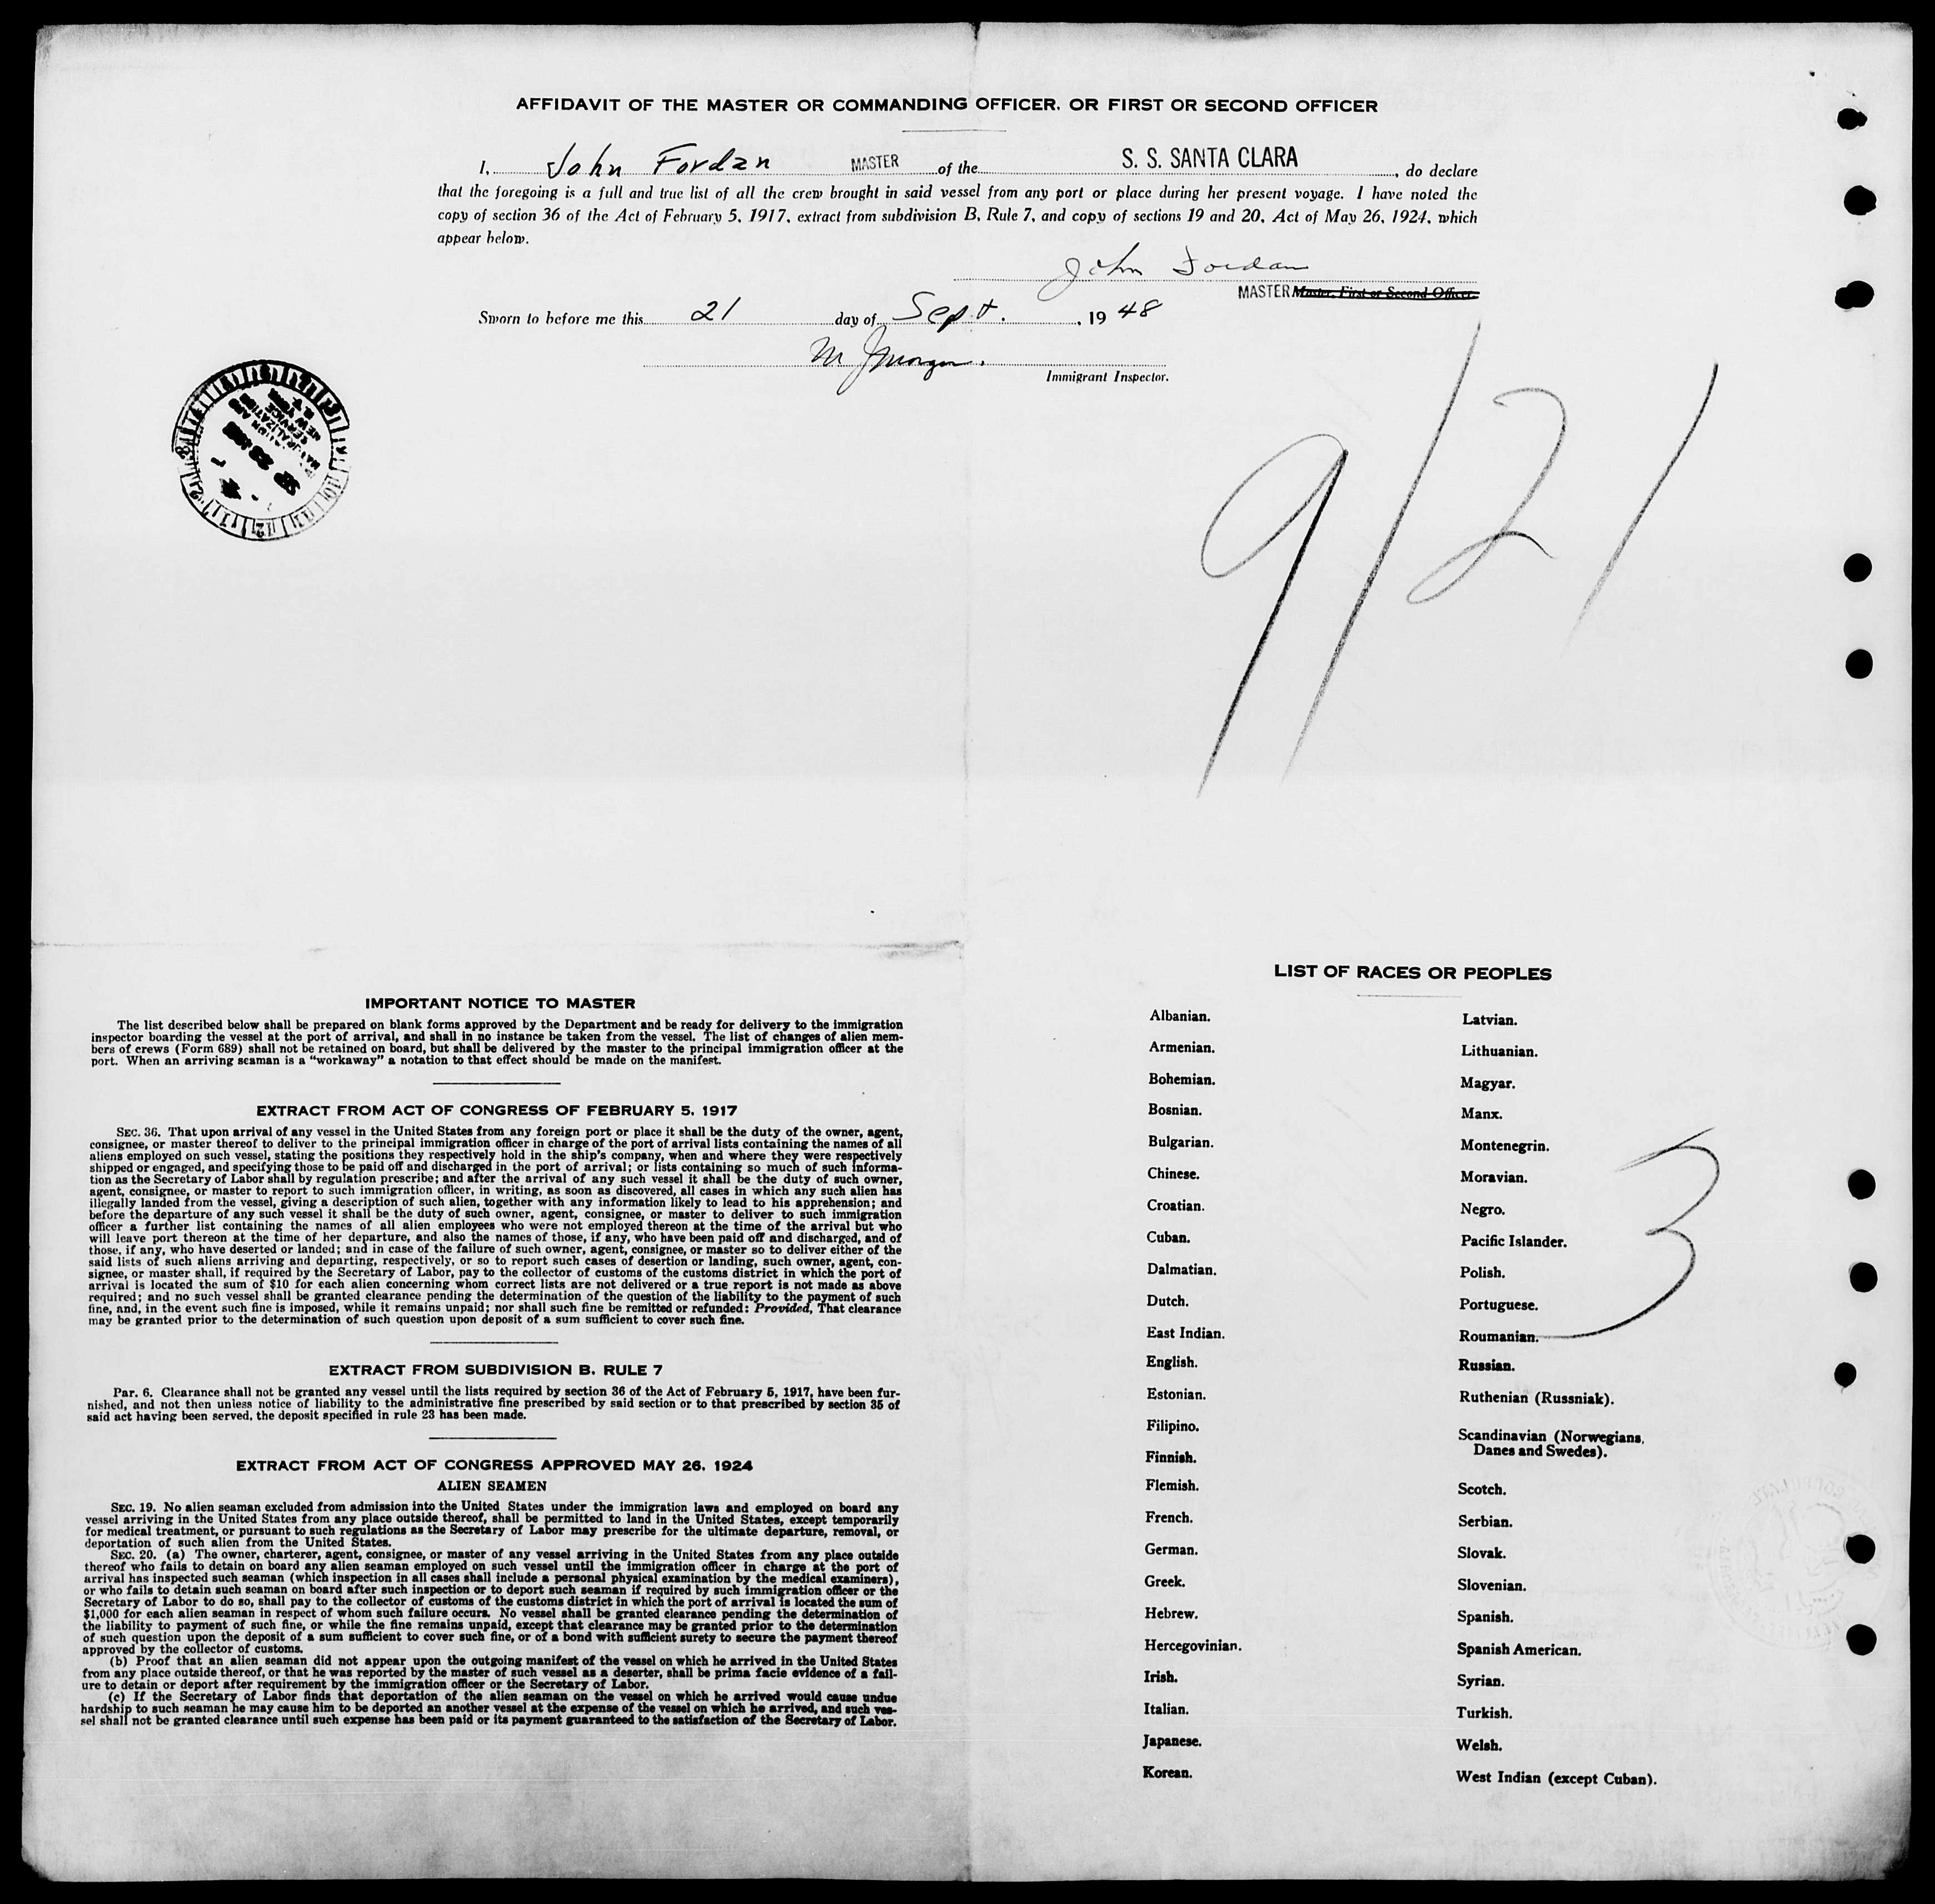 AFFIDAVIT OF THE MASTER OR COMMANDING OFFICER, OR FIRST OR SECOND OFFICER
I, John Fordan MASTER of the S. S. SANTA CLARA, do declare
that the foregoing is a full and true list of all the crew brought in said vessel from any port or place during her present voyage. I have noted the
copy of section 36 of the Act of February 5, 1917, extract from subdivision B, Rule 7, and copy of sections 19 and 20, Act of May 26, 1924, which
appear below.
John Fordan
MASTER Master, First or Second Officer.
Sworn to before me this 21 day of Sept., 19 48
Immigrant Inspector.
9/21/
IMPORTANT NOTICE TO MASTER
The list described below shall be prepared on blank forms approved by the Department and be ready for delivery to the immigration
inspector boarding the vessel at the port of arrival, and shall in no instance be taken from the vessel. The list of changes of alien mem-
bers of crews (Form 689) shall not be retained on board, but shall be delivered by the master to the principal immigration officer at the
port. When an arriving seaman is a "workaway" a notation to that effect should be made on the manifest.
EXTRACT FROM ACT OF CONGRESS OF FEBRUARY 5, 1917
SEC. 36. That upon arrival of any vessel in the United States from any foreign port or place it shall be the duty of the owner, agent,
consignee, or master thereof to deliver to the principal immigration officer in charge of the port of arrival lists containing the names of all
aliens employed on such vessel, stating the positions they respectively hold in the ship's company, when and where they were respectively
shipped or engaged, and specifying those to be paid off and discharged in the port of arrival; or lists containing so much of such informa-
tion as the Secretary of Labor shall by regulation prescribe; and after the arrival of any such vessel it shall be the duty of such owner,
agent, consignee, or master to report to such immigration officer, in writing, as soon as discovered, all cases in which any such alien has
illegally landed from the vessel, giving a description of such alien, together with any information likely to lead to his apprehension; and
before the departure of any such vessel it shall be the duty of such owner, agent, consignee, or master to deliver to such immigration
officer a further list containing the names of all alien employees who were not employed thereon at the time of the arrival but who
will leave port thereon at the time of her departure, and also the names of those, if any, who have been paid off and discharged, and of
those, if any, who have deserted or landed; and in case of the failure of such owner, agent, consignee, or master so to deliver either of the
said lists of such aliens arriving and departing, respectively, or so to report such cases of desertion or landing, such owner, agent, con-
signee, or master shall, if required by the Secretary of Labor, pay to the collector of customs of the customs district in which the port of
arrival is located the sum of $10 for each alien concerning whom correct lists are not delivered or a true report is not made as above
required; and no such vessel shall be granted clearance pending the determination of the question of the liability to the payment of such
fine, and, in the event such fine is imposed, while it remains unpaid; nor shall such fine be remitted or refunded: Provided, That clearance
may be granted prior to the determination of such question upon deposit of a sum sufficient to cover such fine.
EXTRACT FROM SUBDIVISION B, RULE 7
Par. 6. Clearance shall not be granted any vessel until the lists required by section 36 of the Act of February 5, 1917, have been fur-
nished, and not then unless notice of liability to the administrative fine prescribed by said section or to that prescribed by section 35 of
said act having been served, the deposit specified in rule 23 has been made.
EXTRACT FROM ACT OF CONGRESS APPROVED MAY 26, 1924
ALIEN SEAMEN
SEC. 19. No alien seaman excluded from admission into the United States under the immigration laws and employed on board any
vessel arriving in the United States from any place outside thereof, shall be permitted to land in the United States, except temporarily
for medical treatment, or pursuant to such regulations as the Secretary of Labor may prescribe for the ultimate departure, removal, or
deportation of such alien from the United States.
SEC. 20. (a) The owner, charterer, agent, consignee, or master of any vessel arriving in the United States from any place outside
thereof who fails to detain on board any alien seaman employed on such vessel until the immigration officer in charge at the port of
arrival has inspected such seaman (which inspection in all cases shall include a personal physical examination by the medical examiners),
or who fails to detain such seaman on board after such inspection or to deport such seaman if required by such immigration officer or the
Secretary of Labor to do so, shall pay to the collector of customs of the customs district in which the port of arrival is located the sum of
$1,000 for each alien seaman in respect of whom such failure occurs. No vessel shall be granted clearance pending the determination of
the liability to payment of such fine, or while the fine remains unpaid, except that clearance may be granted prior to the determination
of such question upon the deposit of a sum sufficient to cover such fine, or of a bond with sufficient surety to secure the payment thereof
approved by the collector of customs.
(b) Proof that an alien seaman did not appear upon the outgoing manifest of the vessel on which he arrived in the United States
from any place outside thereof, or that he was reported by the master of such vessel as a deserter, shall be prima facie evidence of a fail-
ure to detain or deport after requirement by the immigration officer or the Secretary of Labor.
(c) If the Secretary of Labor finds that deportation of the alien seaman on the vessel on which he arrived would cause undue
hardship to such seaman he may cause him to be deported an another vessel at the expense of the vessel on which he arrived, and such ves-
sel shall not be granted clearance until such expense has been paid or its payment guaranteed to the satisfaction of the Secretary of Labor.
LIST OF RACES OR PEOPLES
Albanian.
Armenian.
Bohemian.
Bosnian.
Bulgarian.
Chinese.
Croatian.
Cuban.
Dalmatian.
Dutch.
East Indian.
English.
Estonian.
Filipino.
Finnish.
Flemish.
French.
German.
Greek.
Hebrew.
Hercegovinian.
Irish.
Italian.
Japanese.
Korean.
Latvian.
Lithuanian.
Magyar.
Manx.
Montenegrin.
Moravian.
Negro.
Pacific Islander.
Polish.
Portuguese.
Roumanian.
Russian.
Ruthenian (Russniak).
Scandinavian (Norwegians,
Danes and Swedes).
Scotch.
Serbian.
Slovak.
Slovenian.
Spanish.
Spanish American.
Syrian.
Turkish.
Welsh.
West Indian (except Cuban).
3